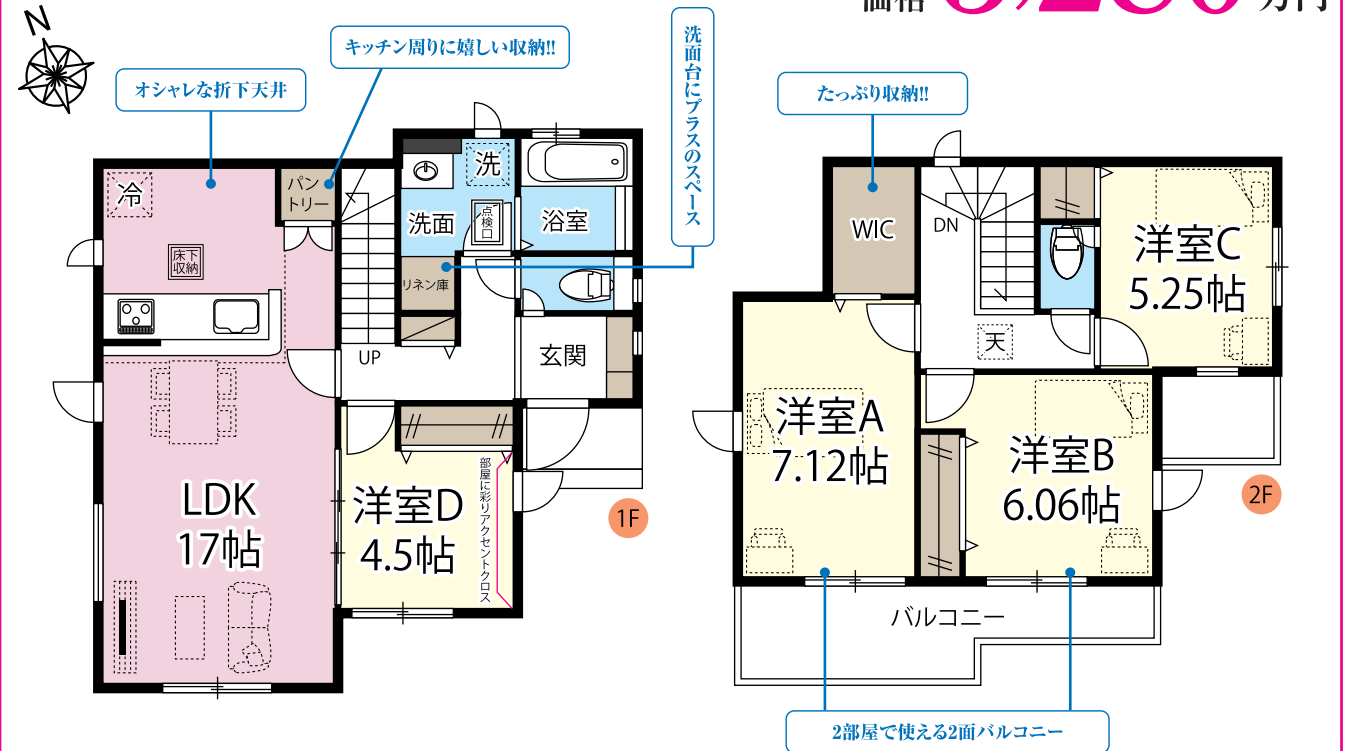 価格 3,280 万円
N
キッチン周りに嬉しい収納!!
オシャレな折下天井
洗面台にプラスのスペース
冷
パン
トリー
洗
洗面
点検口
浴室
床下
収納
リネン庫
UP
玄関
LDK
17帖
洋室D
4.5帖
部屋に彩りアクセントクロス
1F
たっぷり収納!!
WIC
DN
洋室C
5.25帖
天
洋室A
7.12帖
洋室B
6.06帖
2F
バルコニー
2部屋で使える2面バルコニー